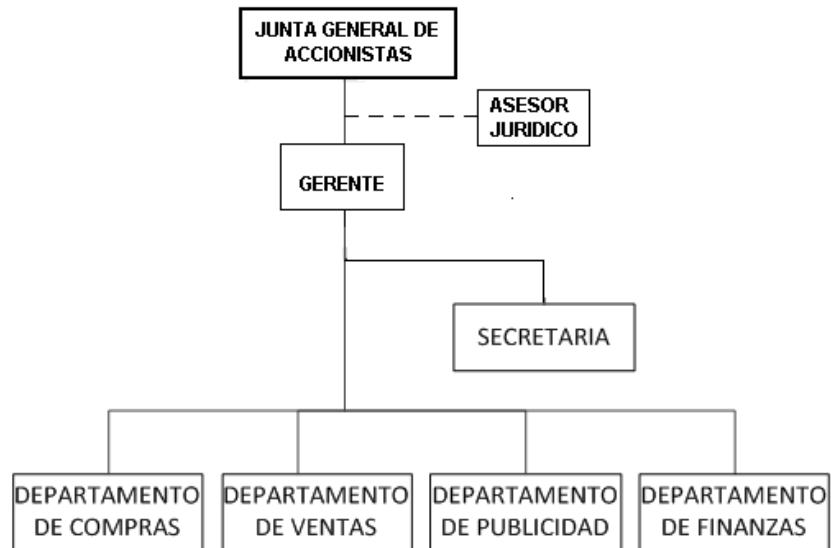 JUNTA GENERAL DE
ACCIONISTAS
ASESOR
JURIDICO
GERENTE
SECRETARIA
DEPARTAMENTO
DE COMPRAS
DEPARTAMENTO
DE VENTAS
DEPARTAMENTO
DE PUBLICIDAD
DEPARTAMENTO
DE FINANZAS